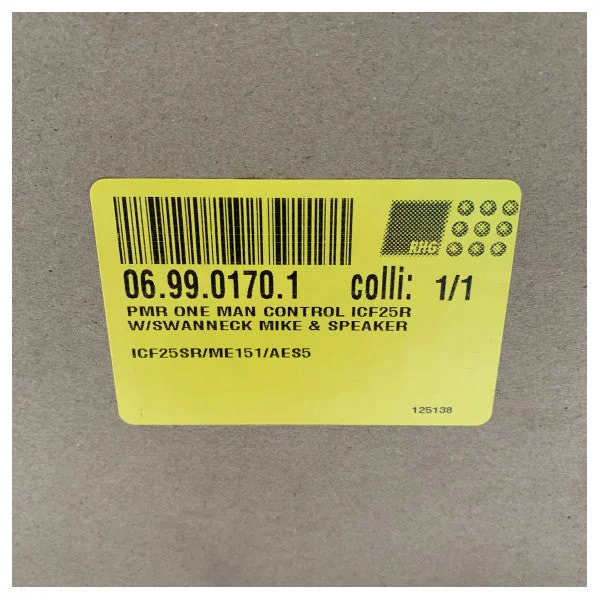 RHG
06.99.0170.1 colli: 1/1
PMR ONE MAN CONTROL ICF25R
W/SWANNECK MIKE & SPEAKER
ICF25SR/ME151/AES5
125138